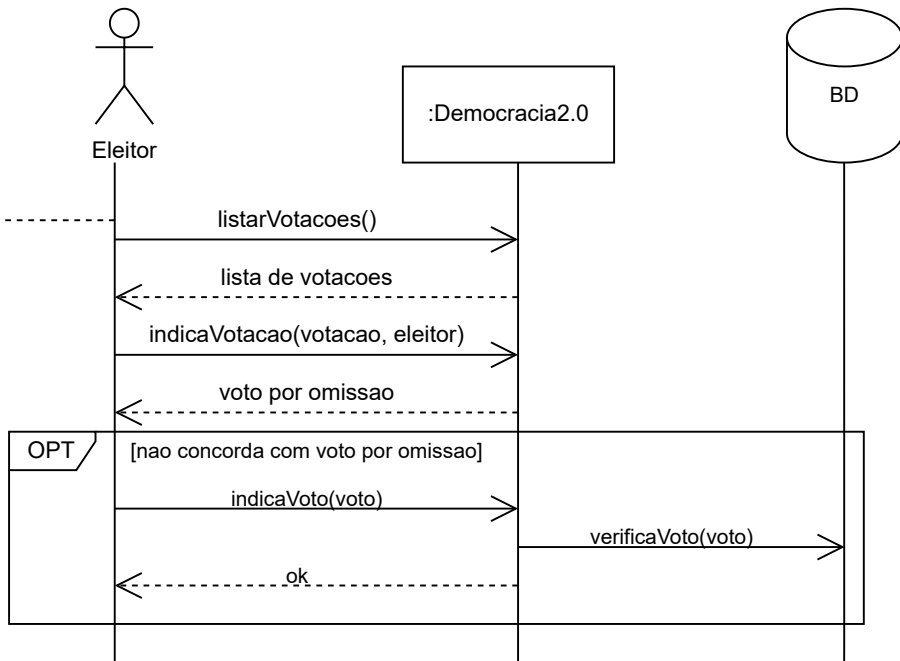 Eleitor
:Democracia2.0
BD
listarVotacoes()
lista de votacoes
indicaVotacao(votacao, eleitor)
voto por omissao
OPT
[nao concorda com voto por omissao]
indicaVoto(voto)
verificaVoto(voto)
ok